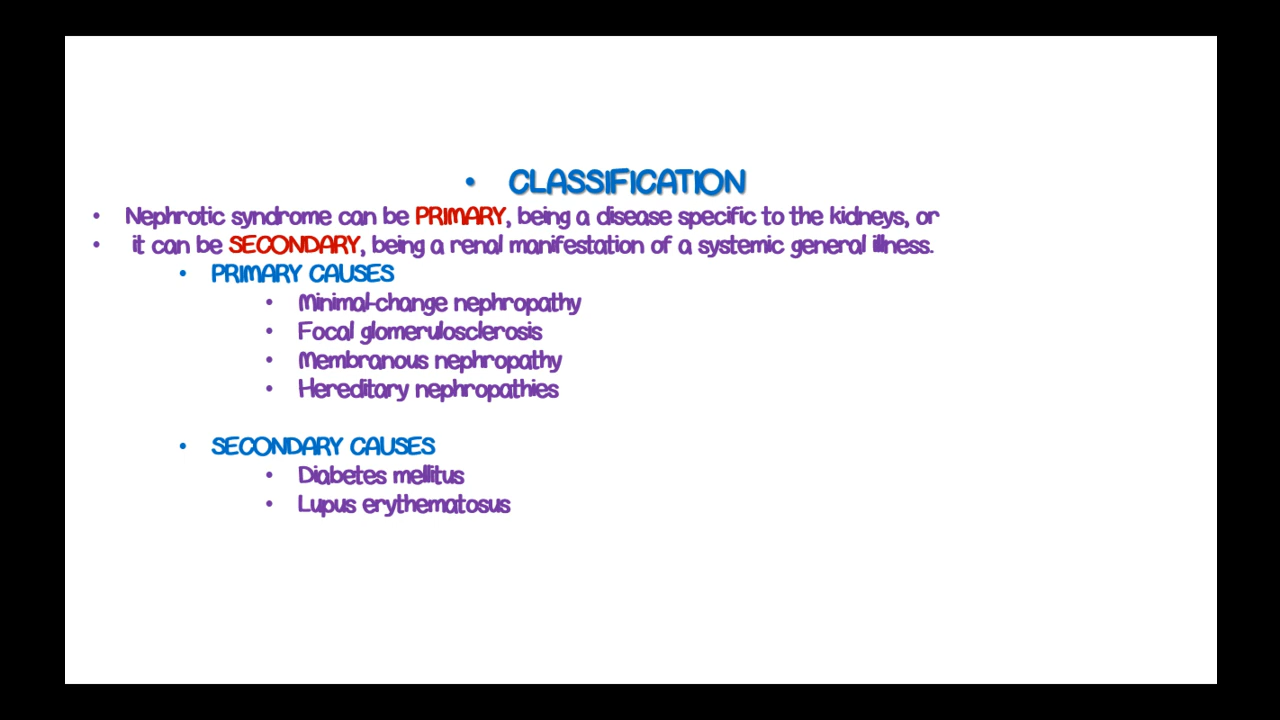 • CLASSIFICATION
• Nephrotic syndrome can be PRIMARY, being a disease specific to the kidneys, or
• it can be SECONDARY, being a renal manifestation of a systemic general illness.
• PRIMARY CAUSES
• Minimal-change nephropathy
• Focal glomerulosclerosis
• Membranous nephropathy
• Hereditary nephropathies
• SECONDARY CAUSES
• Diabetes mellitus
• Lupus erythematosus